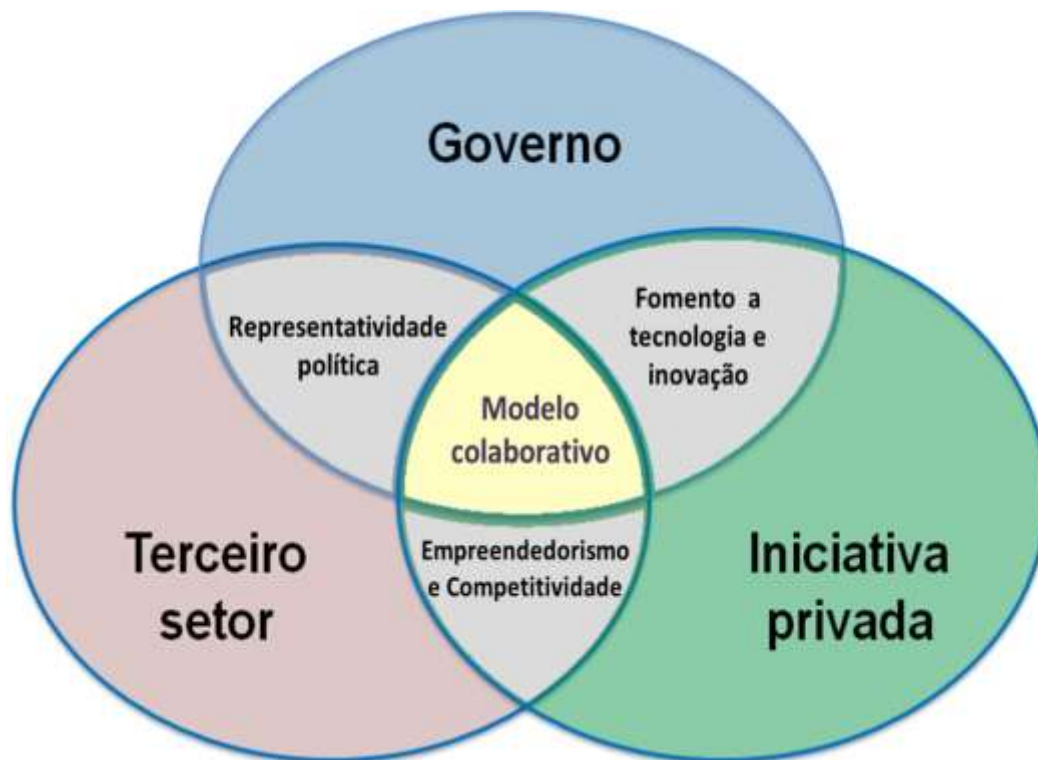 Governo
Representatividade
política
Fomento a
tecnologia e
inovação
Modelo
colaborativo
Terceiro
setor
Empreendedorismo
e Competitividade
Iniciativa
privada